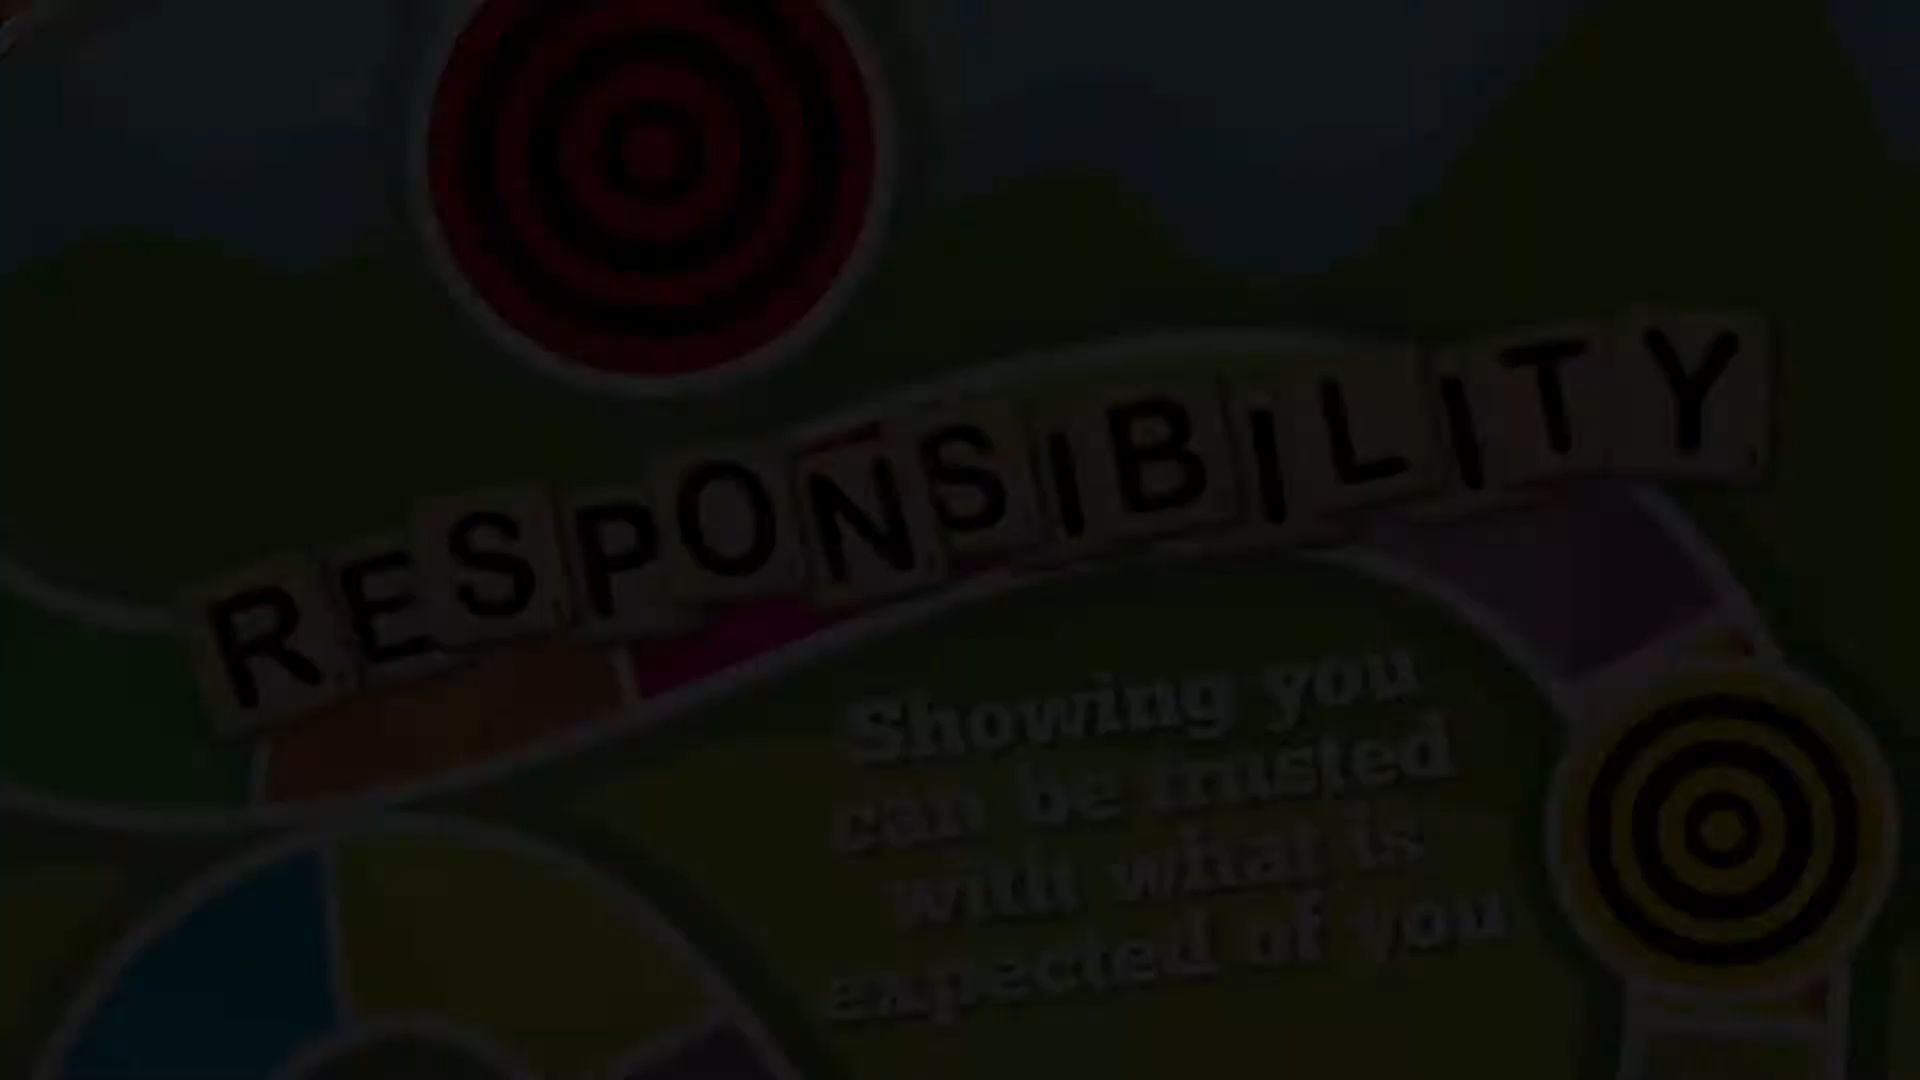 RESPONSIBILITY
Showing you
can be trusted
with what is
expected of you